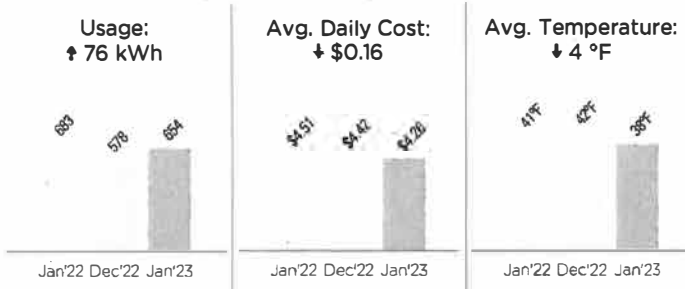 Usage:
↑ 76 kWh
683
578
654
Jan'22 Dec'22 Jan'23
Avg. Daily Cost:
↓ $0.16
$4.51
$4.42
$4.26
Jan'22 Dec'22 Jan'23
Avg. Temperature:
↓ 4 °F
41°F
42°F
38°F
Jan'22 Dec'22 Jan'23